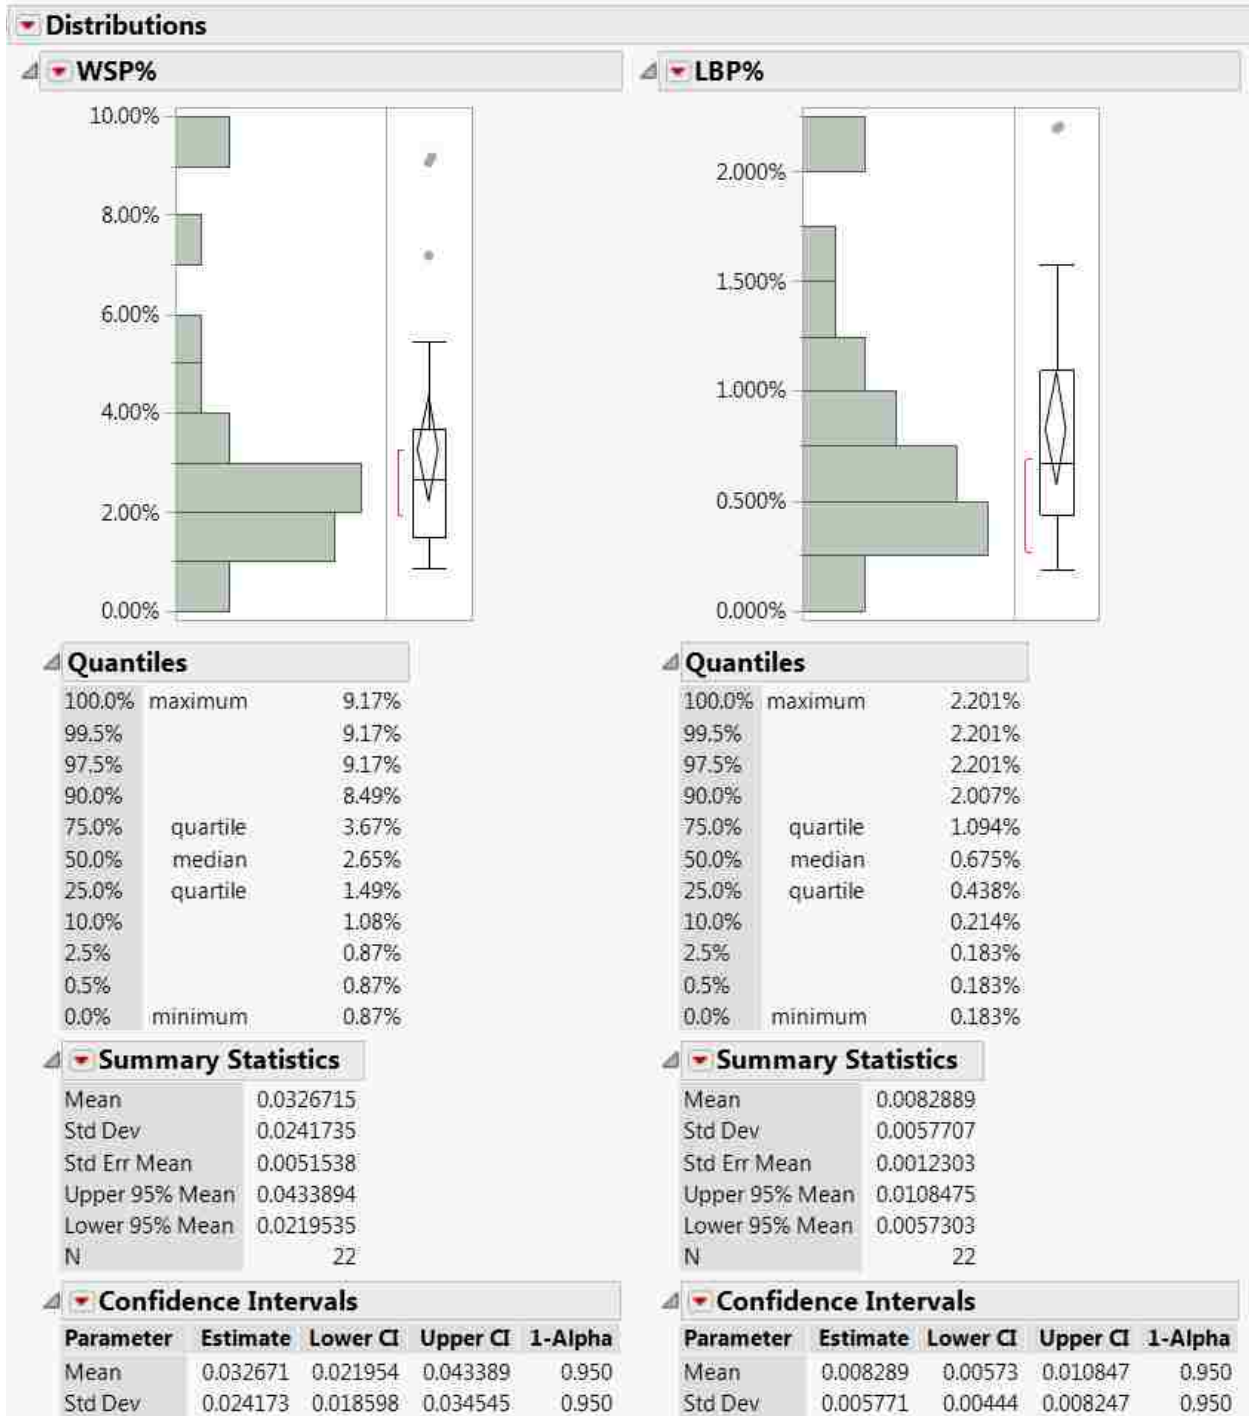 Distributions
WSP%
10.00%
8.00%
6.00%
4.00%
2.00%
0.00%
Quantiles
100.0% maximum 9.17%
99.5% 9.17%
97.5% 9.17%
90.0% 8.49%
75.0% quartile 3.67%
50.0% median 2.65%
25.0% quartile 1.49%
10.0% 1.08%
2.5% 0.87%
0.5% 0.87%
0.0% minimum 0.87%
Summary Statistics
Mean 0.0326715
Std Dev 0.0241735
Std Err Mean 0.0051538
Upper 95% Mean 0.0433894
Lower 95% Mean 0.0219535
N 22
Confidence Intervals
Parameter Estimate Lower CI Upper CI 1-Alpha
Mean 0.032671 0.021954 0.043389 0.950
Std Dev 0.024173 0.018598 0.034545 0.950
LBP%
2.000%
1.500%
1.000%
0.500%
0.000%
Quantiles
100.0% maximum 2.201%
99.5% 2.201%
97.5% 2.201%
90.0% 2.007%
75.0% quartile 1.094%
50.0% median 0.675%
25.0% quartile 0.438%
10.0% 0.214%
2.5% 0.183%
0.5% 0.183%
0.0% minimum 0.183%
Summary Statistics
Mean 0.0082889
Std Dev 0.0057707
Std Err Mean 0.0012303
Upper 95% Mean 0.0108475
Lower 95% Mean 0.0057303
N 22
Confidence Intervals
Parameter Estimate Lower CI Upper CI 1-Alpha
Mean 0.008289 0.00573 0.010847 0.950
Std Dev 0.005771 0.00444 0.008247 0.950